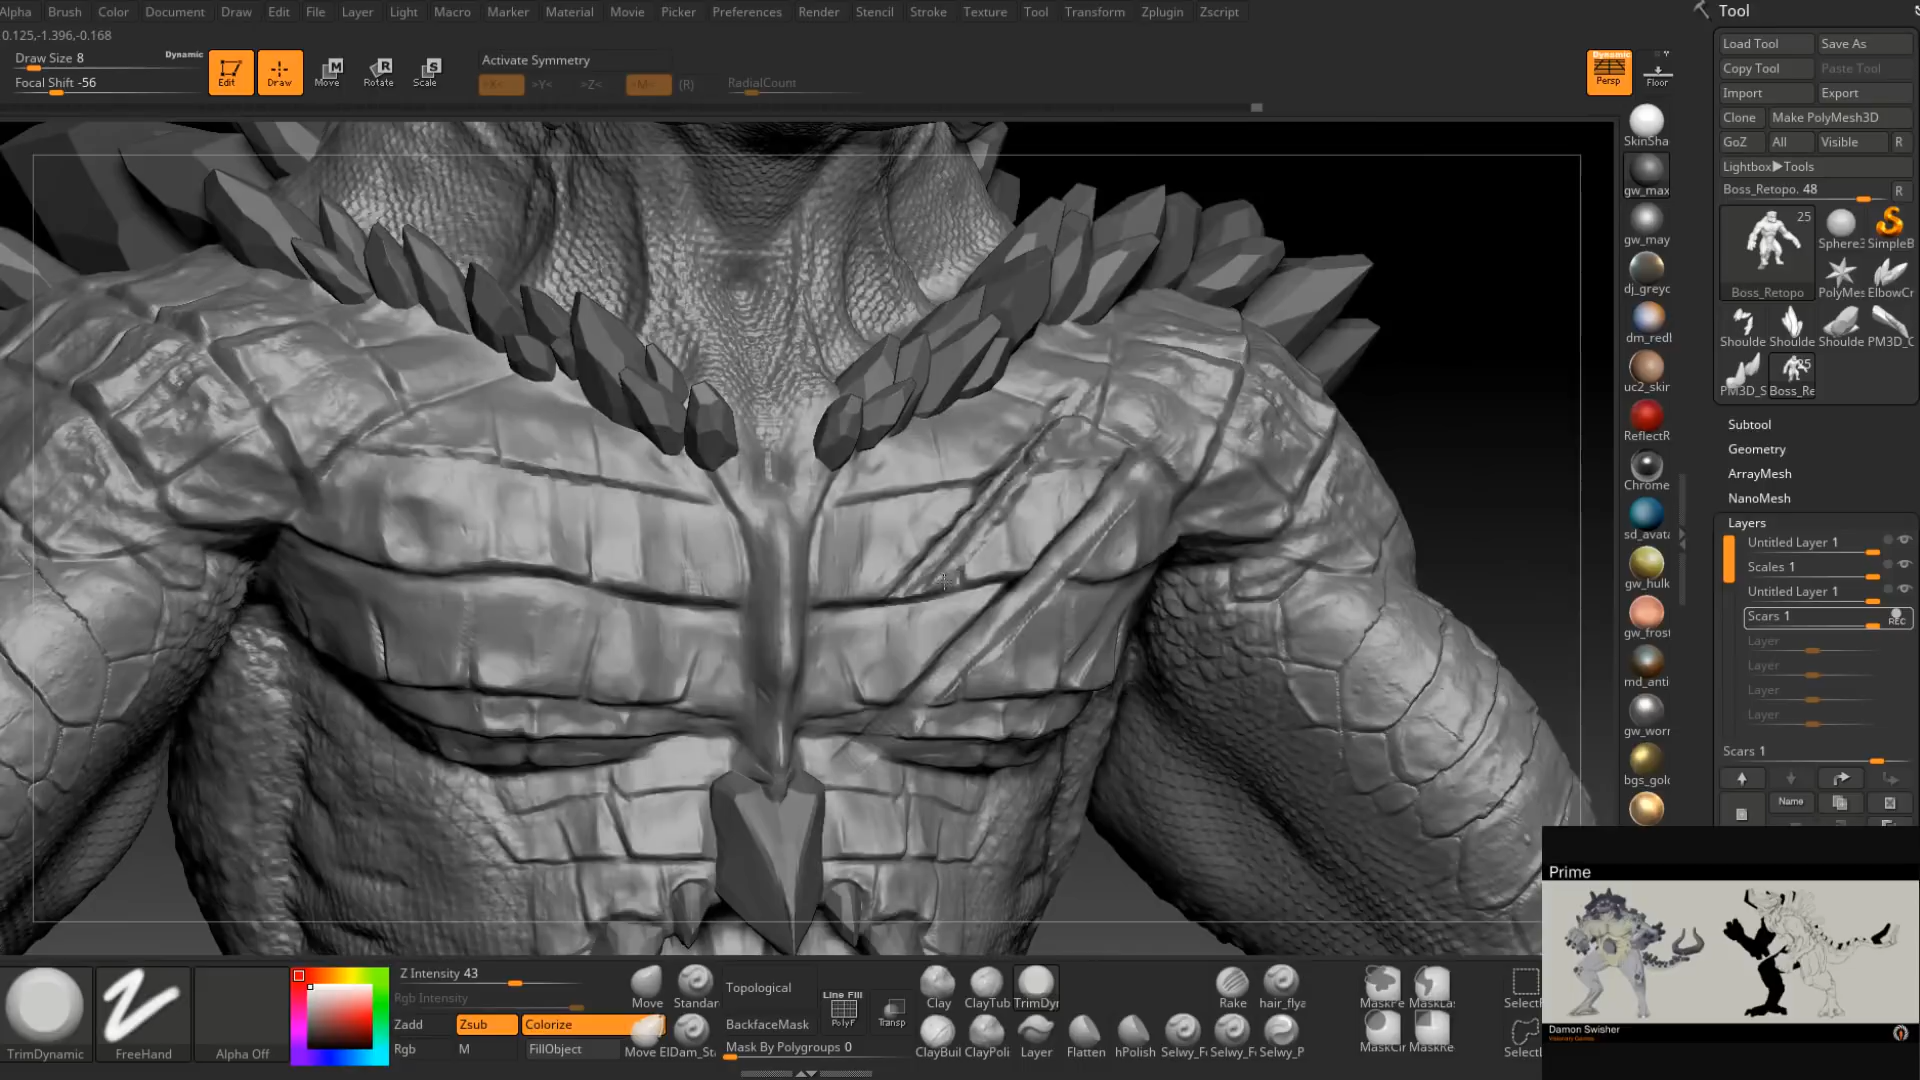 Alpha Brush Color Document Draw Edit File Layer Light Macro Marker Material Movie Picker Preferences Render Stencil Stroke Texture Tool Transform Zplugin Zscript
0.125,-1.396,-0.168
Draw Size 8
Dynamic
Focal Shift -56
Edit
Draw
Move
Rotate
Scale
Activate Symmetry
>X< >Y< >Z< >M< (R)
RadialCount
Dynamic
Persp
Floor
Tool
Load Tool
Save As
Copy Tool
Paste Tool
Import
Export
Clone
Make PolyMesh3D
GoZ
All
Visible
R
Lightbox▶Tools
Boss_Retopo. 48
R
25
Boss_Retopo
Sphere3
SimpleB
PolyMes
ElbowCr
Shoulde
Shoulde
Shoulde
PM3D_C
PM3D_S
Boss_Re
Subtool
Geometry
ArrayMesh
NanoMesh
Layers
Untitled Layer 1
Scales 1
Untitled Layer 1
Scars 1
REC
Layer
Layer
Layer
Layer
Scars 1
Name
SkinSha
gw_max
gw_may
dj_greyc
dm_redl
uc2_skir
ReflectR
Chrome
sd_avata
gw_hulk
gw_frost
md_anti
gw_worr
bgs_gold
Prime
Damon Swisher
TrimDynamic
FreeHand
Alpha Off
Z Intensity 43
Rgb Intensity
Zadd
Zsub
Colorize
Rgb
M
FillObject
Move
Standar
Move
ElDam_St
Topological
BackfaceMask
Mask By Polygroups 0
Line Fill
PolyF
Transp
Clay
ClayTub
TrimDyr
Rake
hair_flya
ClayBuil
ClayPoli
Layer
Flatten
hPolish
Selwy_F
Selwy_F
Selwy_P
MaskPe
MaskLas
MaskCir
MaskRe